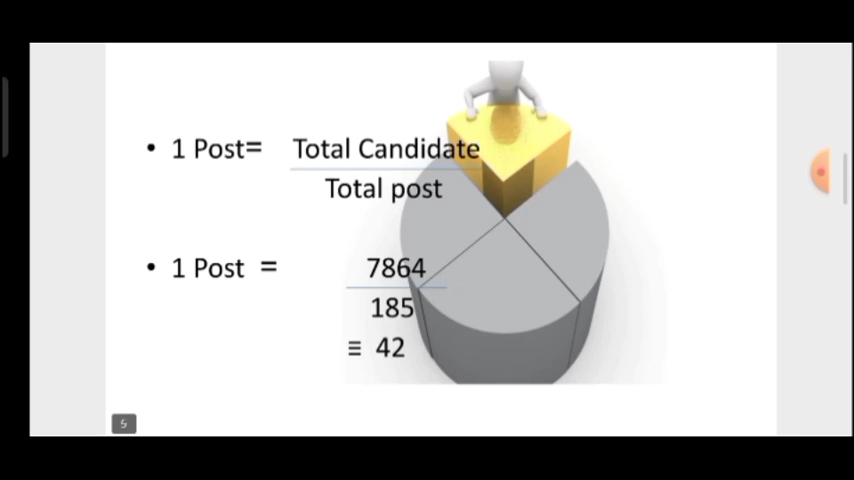 • 1 Post= Total Candidate
Total post
• 1 Post = 7864
185
≡ 42
5